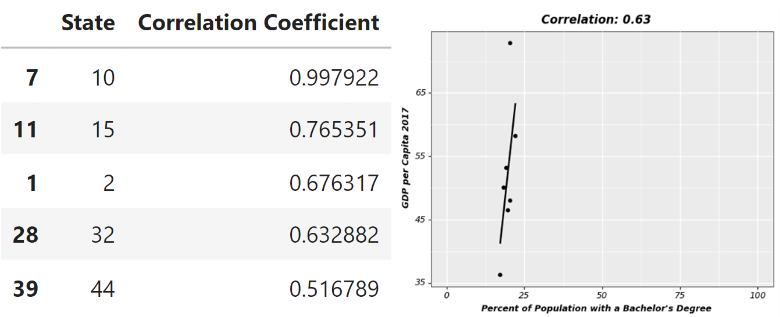 State Correlation Coefficient
7 10 0.997922
11 15 0.765351
1 2 0.676317
28 32 0.632882
39 44 0.516789
Correlation: 0.63
GDP per Capita 2017
65
55
45
35
0 25 50 75 100
Percent of Population with a Bachelor's Degree